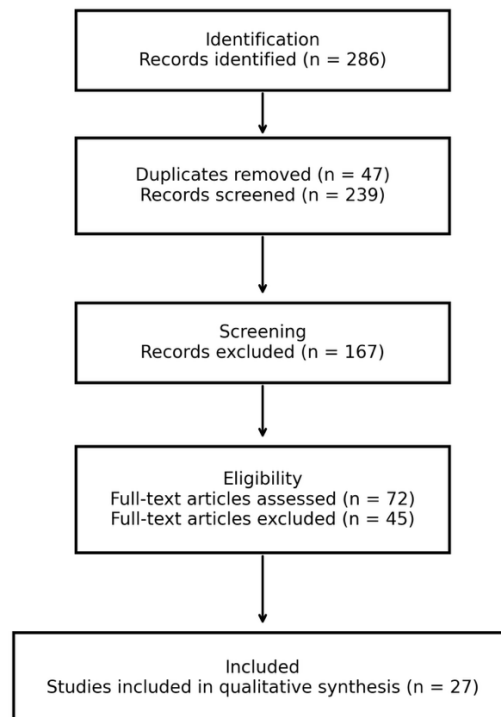 Identification
Records identified (n = 286)
Duplicates removed (n = 47)
Records screened (n = 239)
Screening
Records excluded (n = 167)
Eligibility
Full-text articles assessed (n = 72)
Full-text articles excluded (n = 45)
Included
Studies included in qualitative synthesis (n = 27)